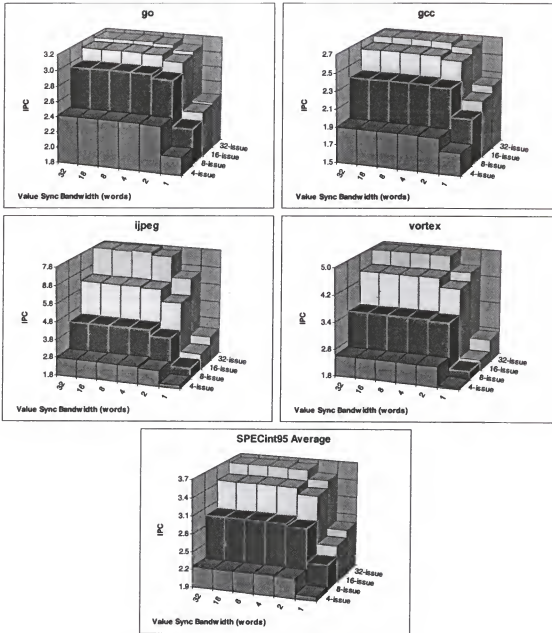 go
3.2
3.0
2.8
2.6
2.4
2.2
2.0
1.8
IPC
32
16
8
4
2
1
32-issue
16-issue
8-issue
4-issue
Value Sync Bandwidth (words)
gcc
2.7
2.5
2.3
2.1
1.9
1.7
1.5
IPC
32
16
8
4
2
1
32-issue
16-issue
8-issue
4-issue
Value Sync Bandwidth (words)
ijpeg
7.8
6.8
5.8
4.8
3.8
2.8
1.8
IPC
32
16
8
4
2
1
32-issue
16-issue
8-issue
4-issue
Value Sync Bandwidth (words)
vortex
5.0
4.2
3.4
2.6
1.8
IPC
32
16
8
4
2
1
32-issue
16-issue
8-issue
4-issue
Value Sync Bandwidth (words)
SPECint95 Average
3.7
3.4
3.1
2.8
2.5
2.2
1.9
IPC
32
16
8
4
2
1
32-issue
16-issue
8-issue
4-issue
Value Sync Bandwidth (words)